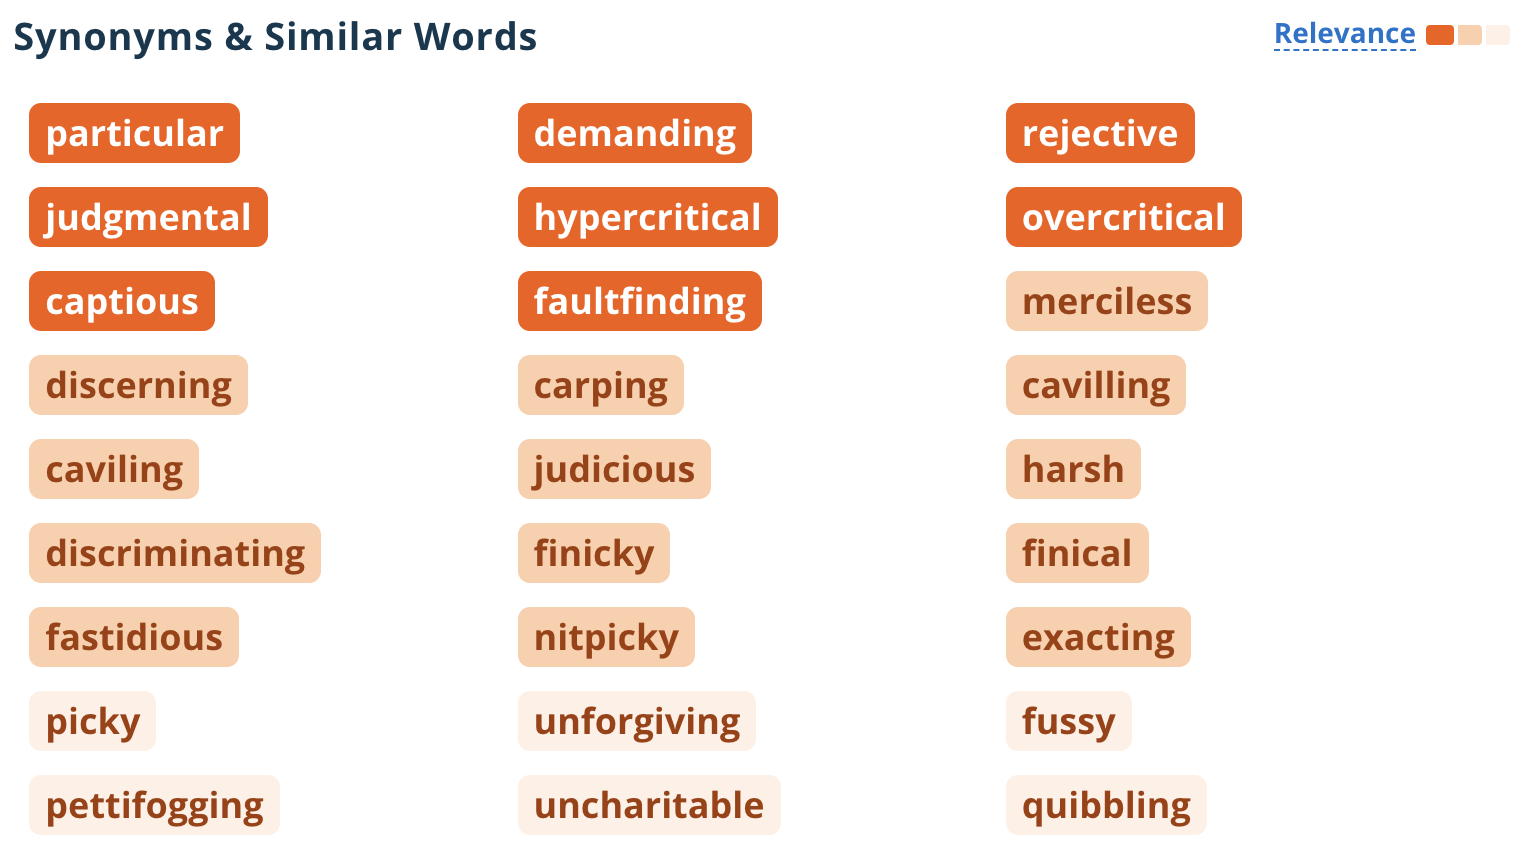 Synonyms & Similar Words Relevance
particular demanding rejective
judgmental hypercritical overcritical
captious faultfinding merciless
discerning carping cavilling
caviling judicious harsh
discriminating finicky finical
fastidious nitpicky exacting
picky unforgiving fussy
pettifogging uncharitable quibbling